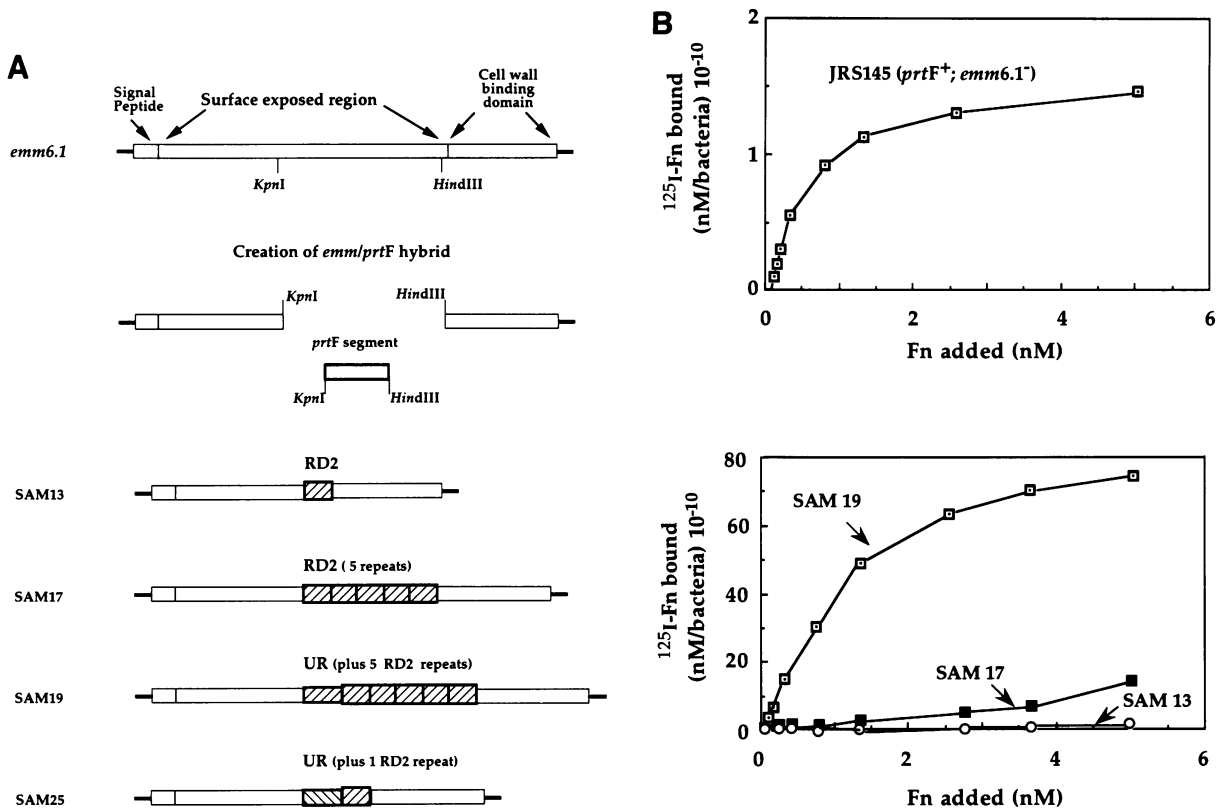 A
Signal
Peptide
Surface exposed region
Cell wall
binding
domain
emm6.1
KpnI
HindIII
Creation of emm/prtF hybrid
KpnI
HindIII
prtF segment
KpnI
HindIII
RD2
SAM13
RD2 ( 5 repeats)
SAM17
UR (plus 5 RD2 repeats)
SAM19
UR (plus 1 RD2 repeat)
SAM25
B
2
1
0
0
2
4
6
JRS145 (prtF+; emm6.1-)
125I-Fn bound
(nM/bacteria) 10-10
Fn added (nM)
80
60
40
20
0
0
2
4
6
SAM 19
SAM 17
SAM 13
125I-Fn bound
(nM/bacteria) 10-10
Fn added (nM)